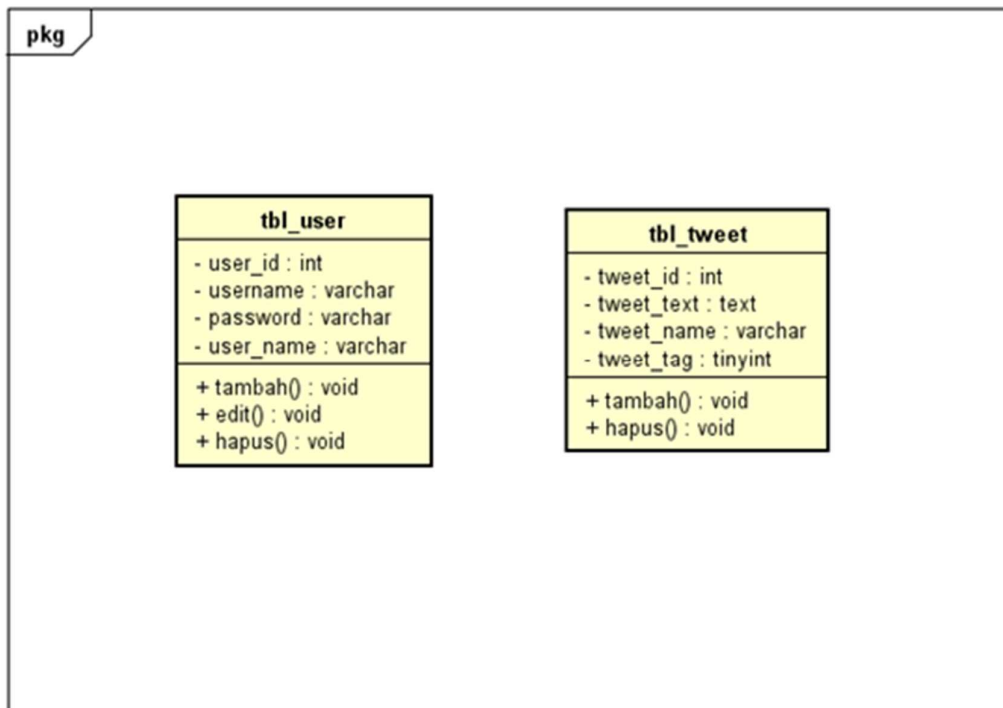 pkg
tbl_user
- user_id : int
- username : varchar
- password : varchar
- user_name : varchar
+ tambah() : void
+ edit() : void
+ hapus() : void
tbl_tweet
- tweet_id : int
- tweet_text : text
- tweet_name : varchar
- tweet_tag : tinyint
+ tambah() : void
+ hapus() : void